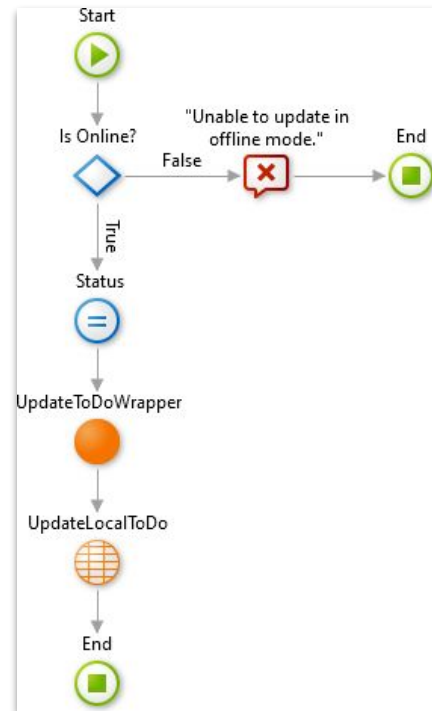 Start
Is Online?
False
"Unable to update in
offline mode."
End
True
Status
UpdateToDoWrapper
UpdateLocalToDo
End